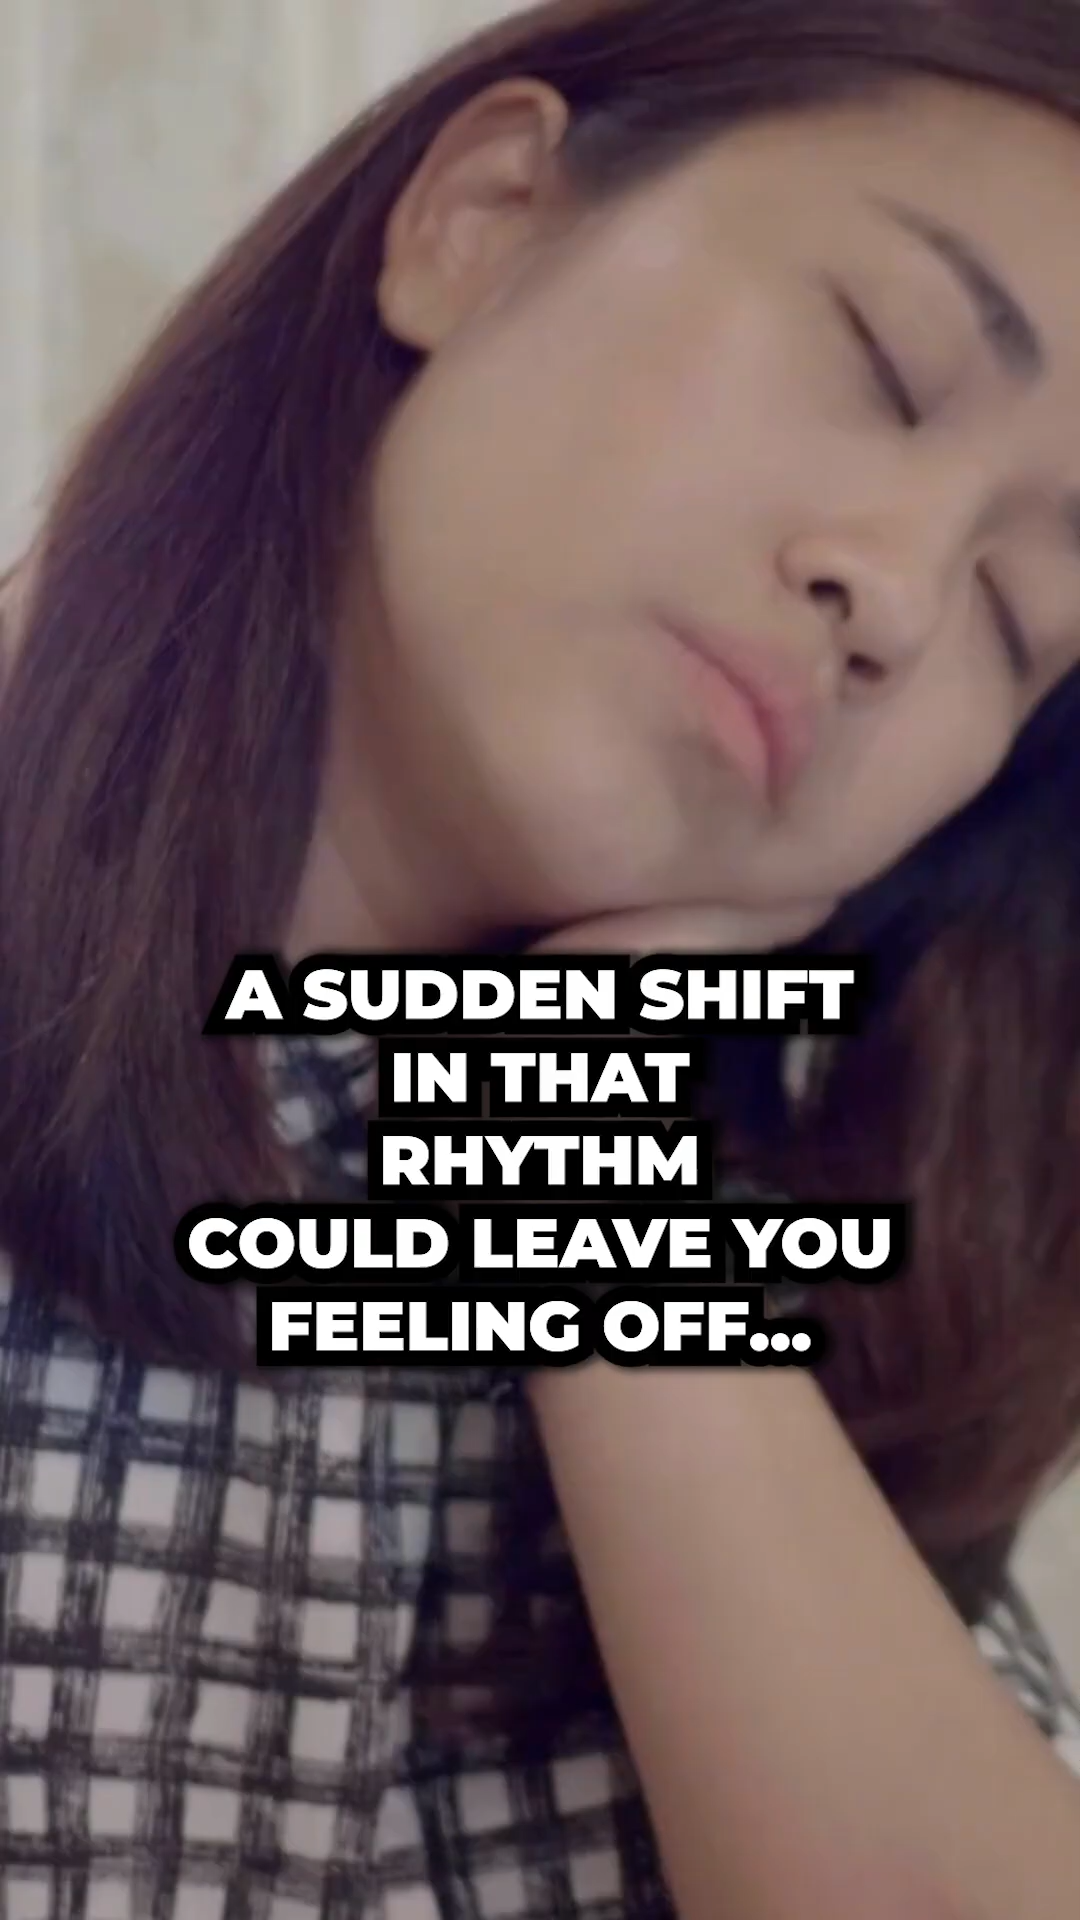 A SUDDEN SHIFT
IN THAT
RHYTHM
COULD LEAVE YOU
FEELING OFF...